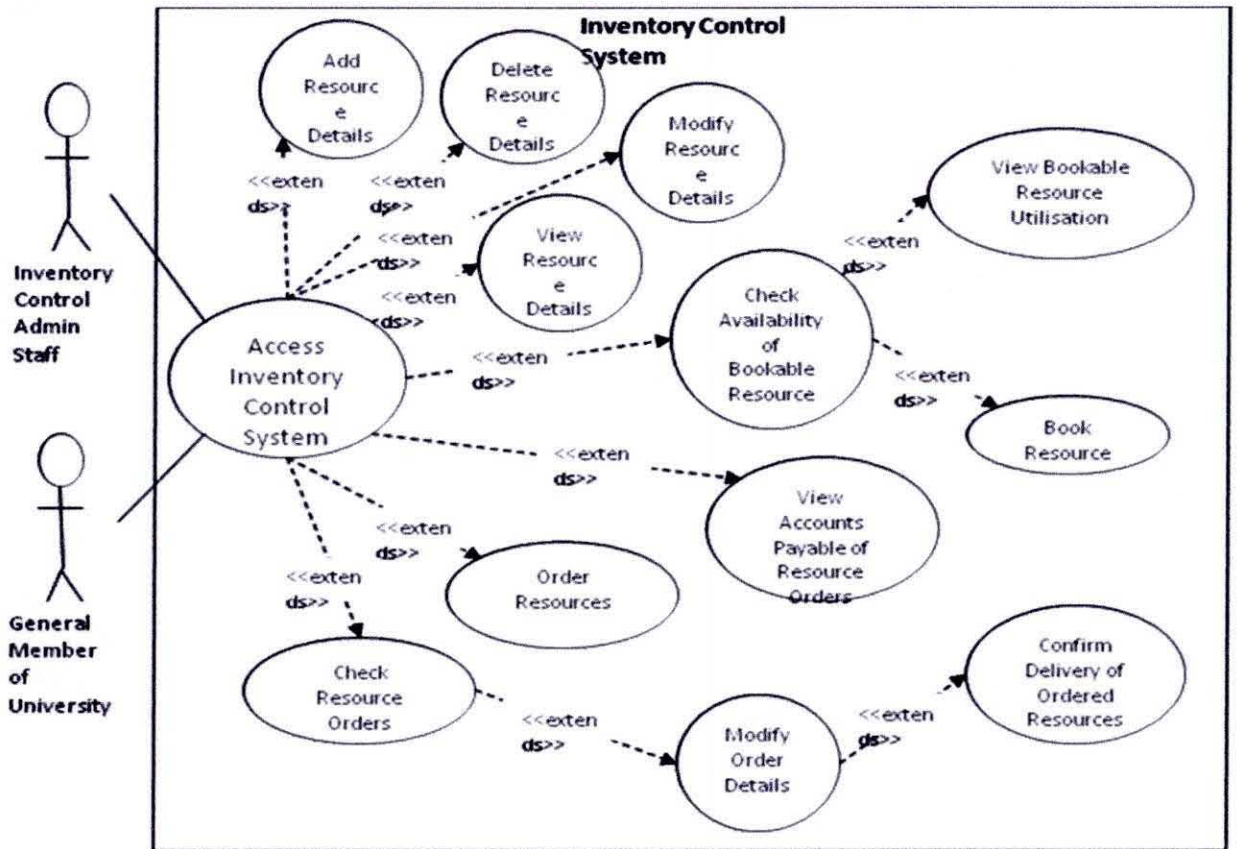 Inventory Control
System
Add
Resourc
e
Details
Delete
Resourc
e
Details
Modify
Resourc
e
Details
View
Resourc
e
Details
View Bookable
Resource
Utilisation
<<exten
ds>>
<<exten
ds>>
<<exten
ds>>
<<exten
ds>>
<<exten
ds>>
Inventory
Control
Admin
Staff
Access
Inventory
Control
System
<<exten
ds>>
Check
Availability
of
Bookable
Resource
<<exten
ds>>
Book
Resource
<<exten
ds>>
View
Accounts
Payable of
Resource
Orders
<<exten
ds>>
Order
Resources
<<exten
ds>>
General
Member
of
University
Check
Resource
Orders
<<exten
ds>>
Modify
Order
Details
<<exten
ds>>
Confirm
Delivery of
Ordered
Resources